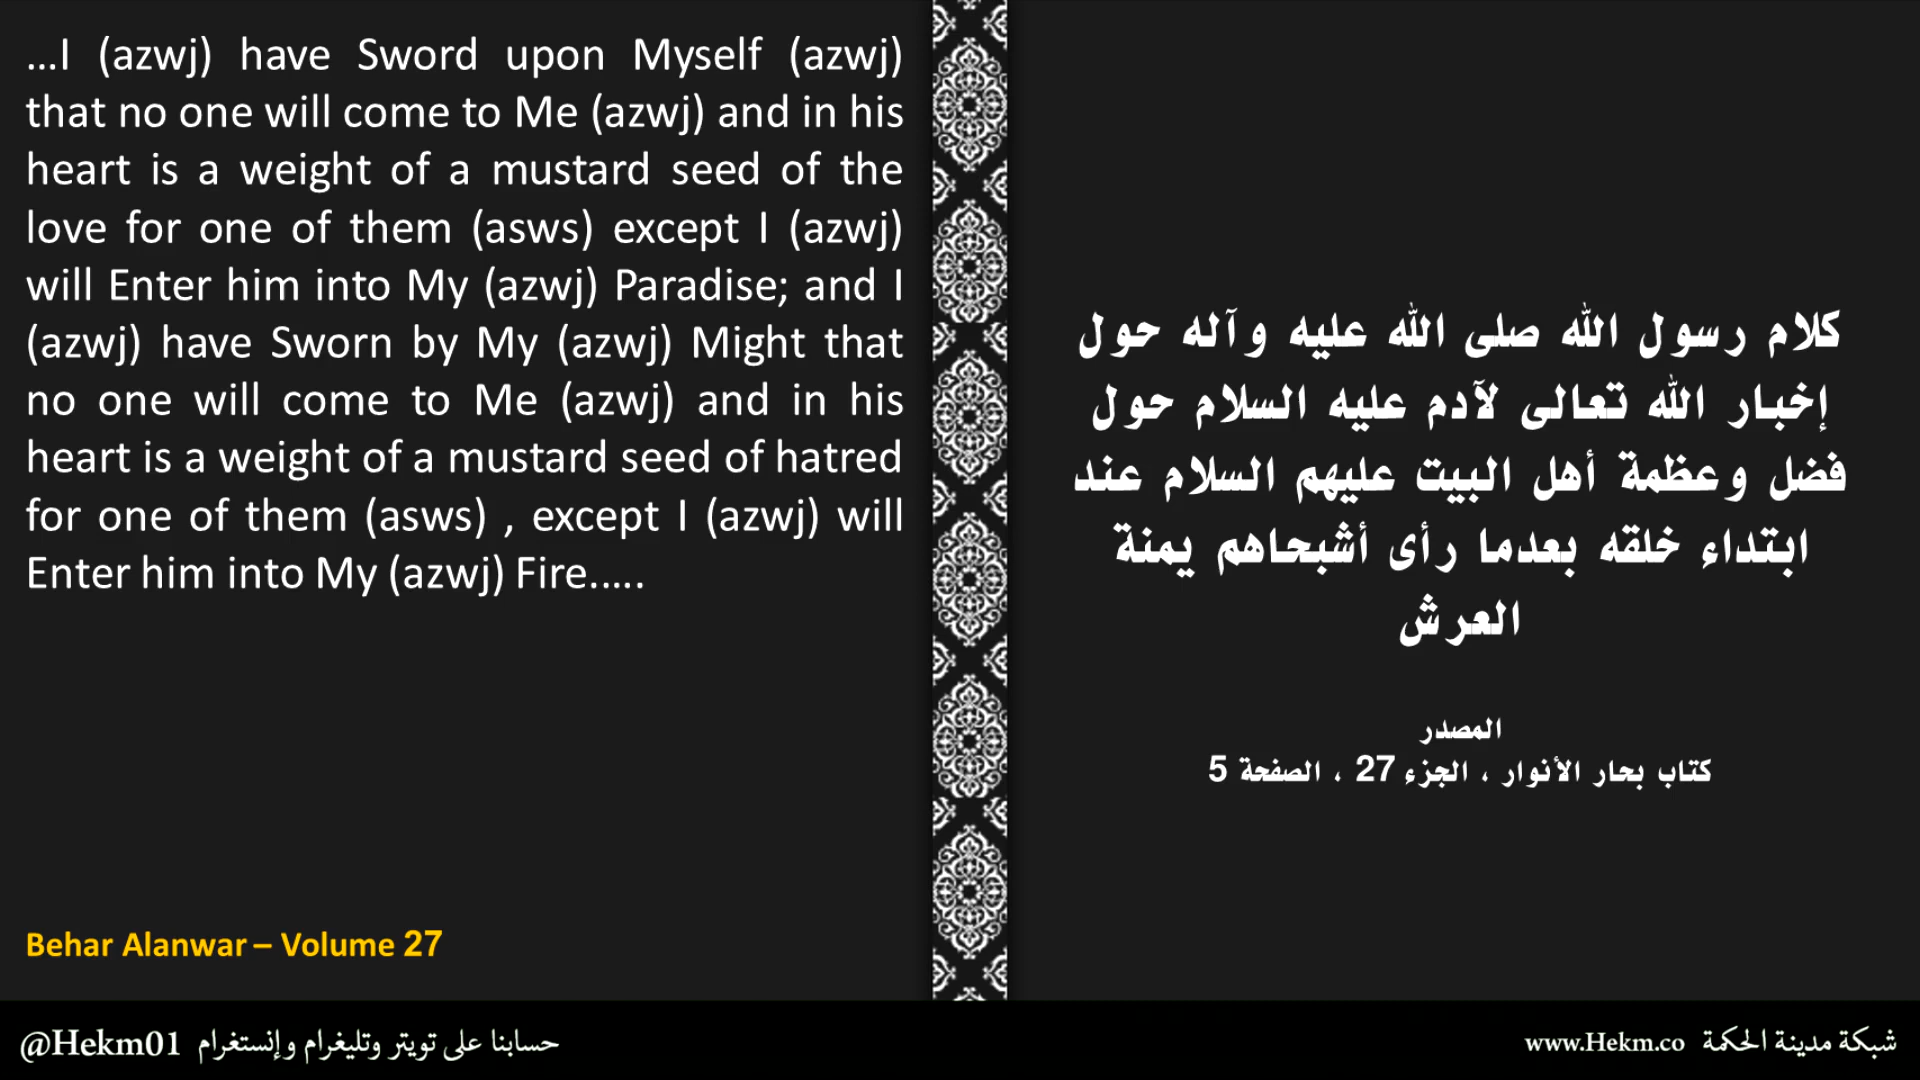 ...I (azwj) have Sword upon Myself (azwj)
that no one will come to Me (azwj) and in his
heart is a weight of a mustard seed of the
love for one of them (asws) except I (azwj)
will Enter him into My (azwj) Paradise; and I
(azwj) have Sworn by My (azwj) Might that
no one will come to Me (azwj) and in his
heart is a weight of a mustard seed of hatred
for one of them (asws) , except I (azwj) will
Enter him into My (azwj) Fire.....
Behar Alanwar – Volume 27
كلام رسول الله صلى الله عليه وآله حول
إخبار الله تعالى لآدم عليه السلام حول
فضل وعظمة أهل البيت عليهم السلام عند
ابتداء خلقه بعدما رأى أشبحاهم يمنة
العرش
المصدر
كتاب بحار الأنوار ، الجزء 27 ، الصفحة 5
@Hekm01 حسابنا على تويتر وتليغرام وإنستغرام
www.Hekm.co شبكة مدينة الحكمة